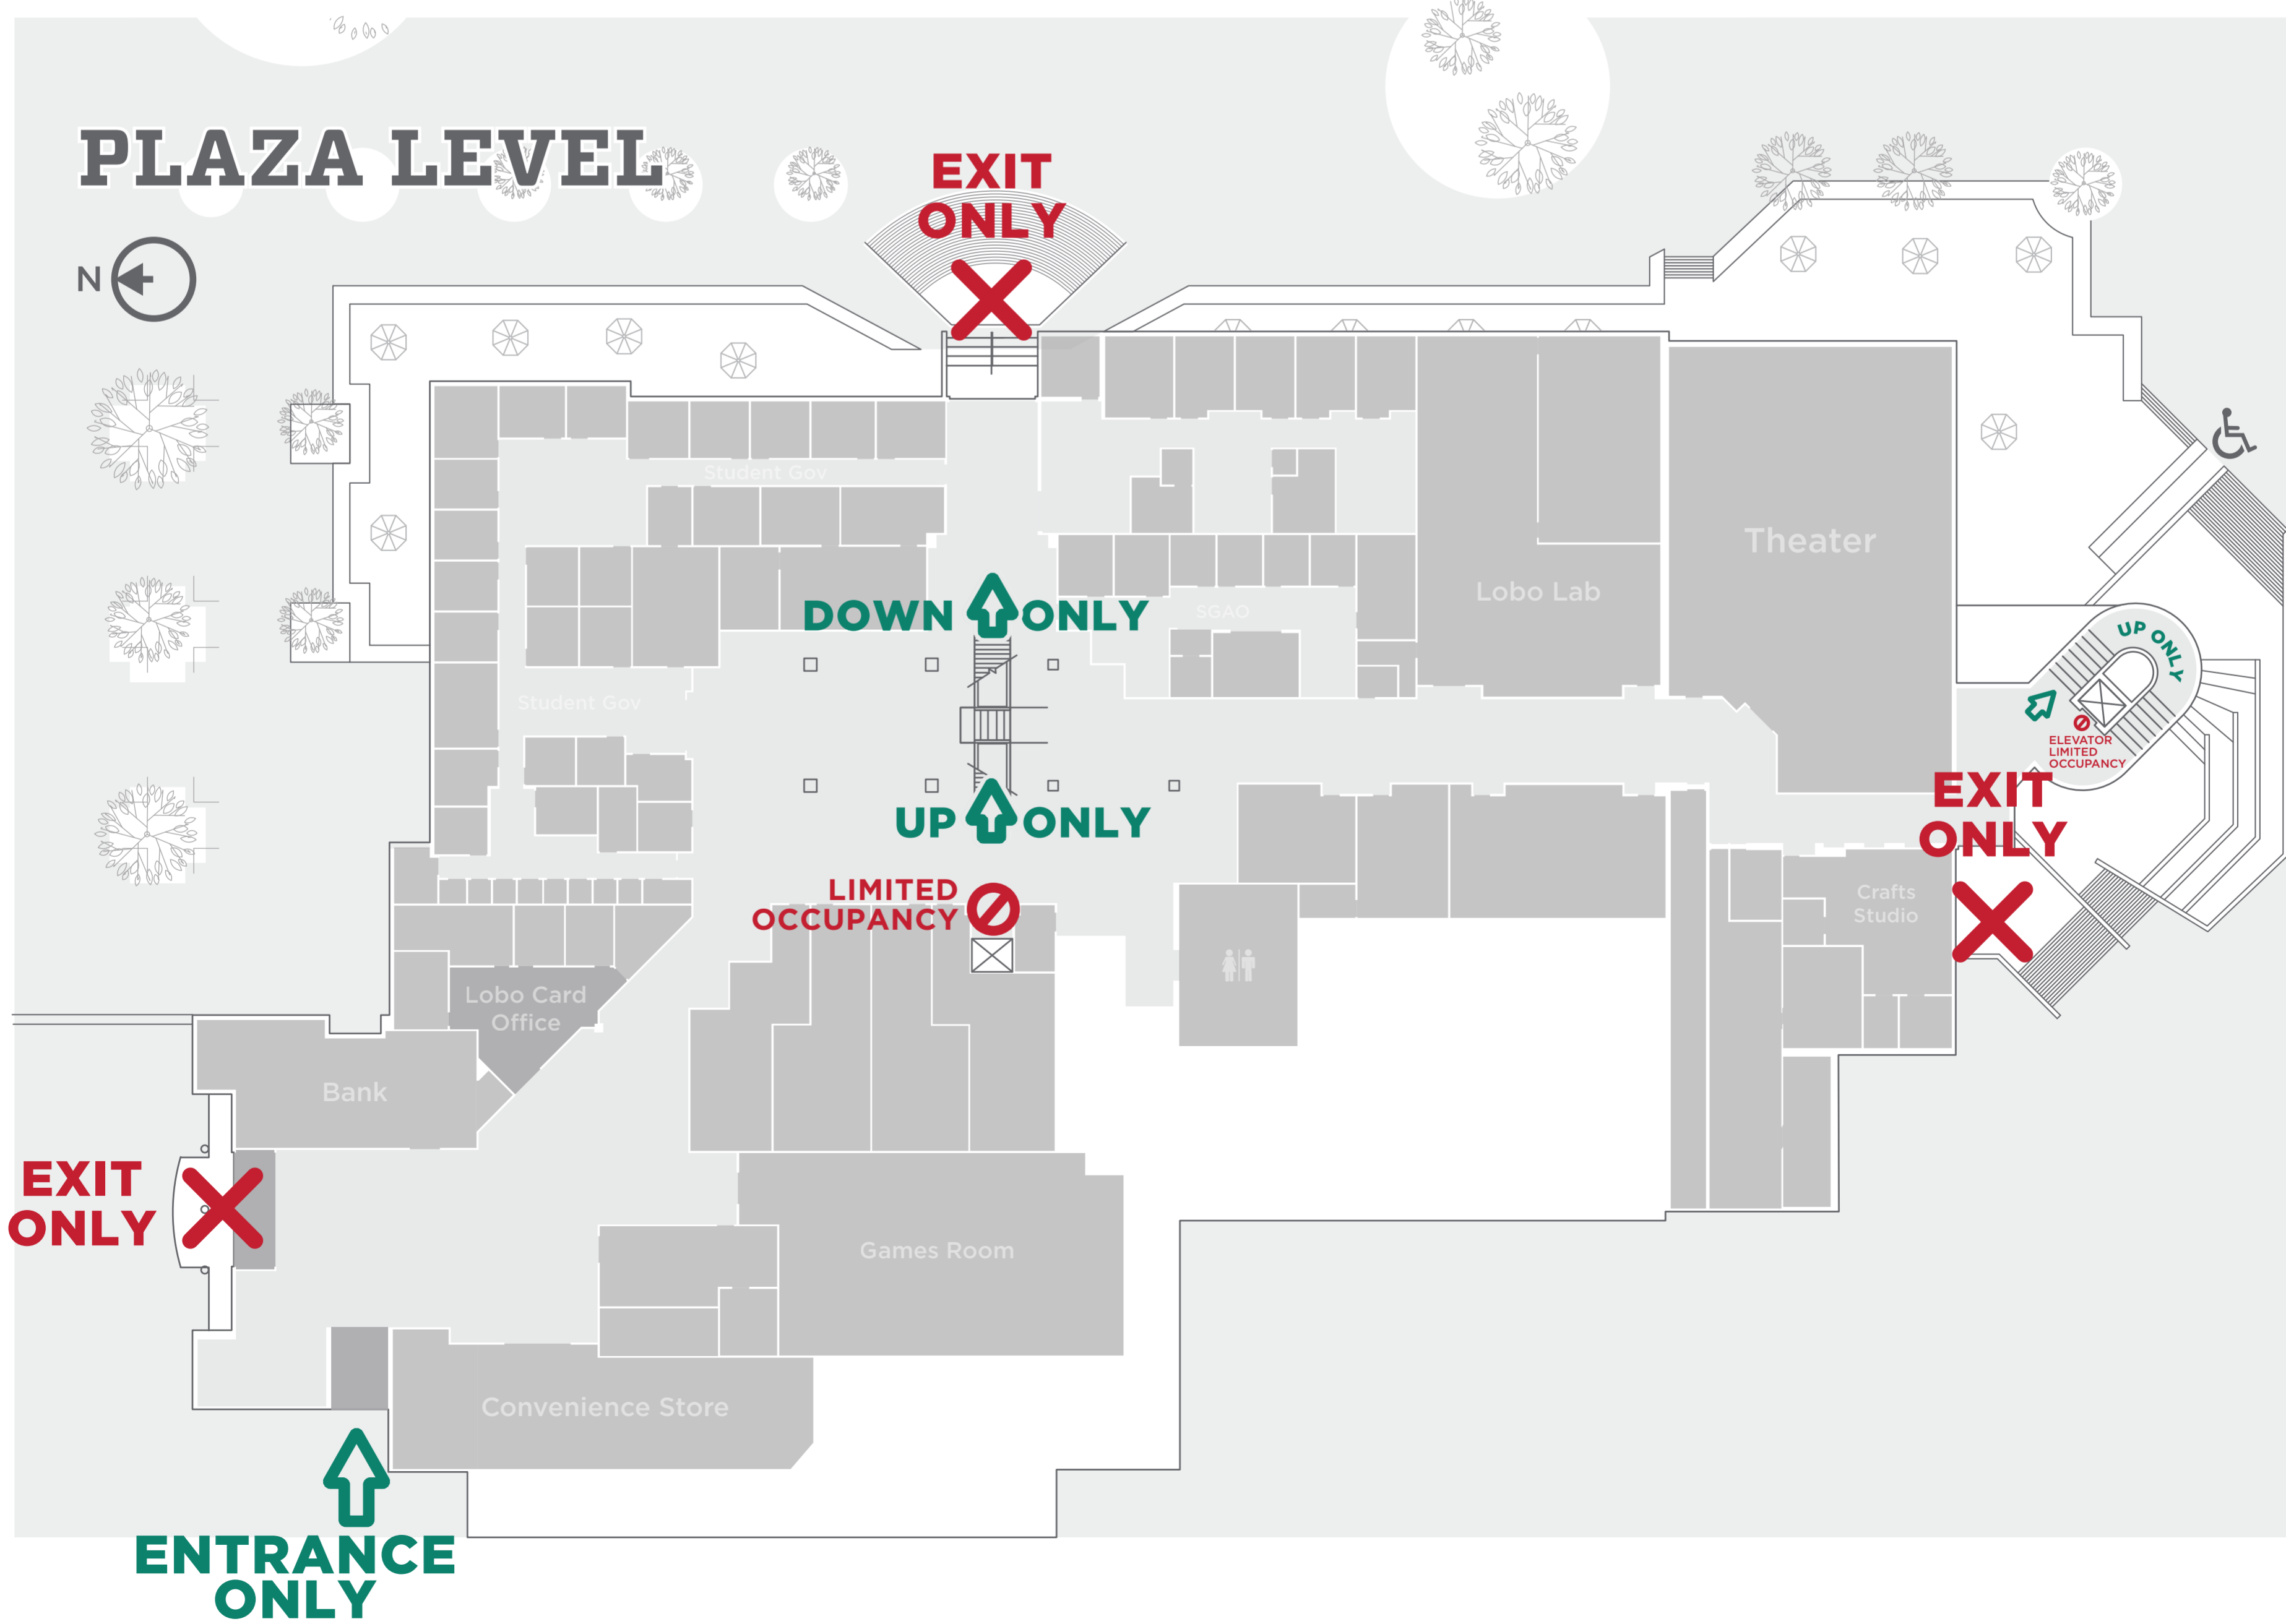 PLAZA LEVEL
N
EXIT
ONLY
Student Gov
DOWN ONLY
SGAO
Lobo Lab
Theater
UP ONLY
ELEVATOR
LIMITED
OCCUPANCY
Student Gov
UP ONLY
EXIT
ONLY
LIMITED
OCCUPANCY
Crafts
Studio
Lobo Card
Office
Bank
EXIT
ONLY
Games Room
Convenience Store
ENTRANCE
ONLY